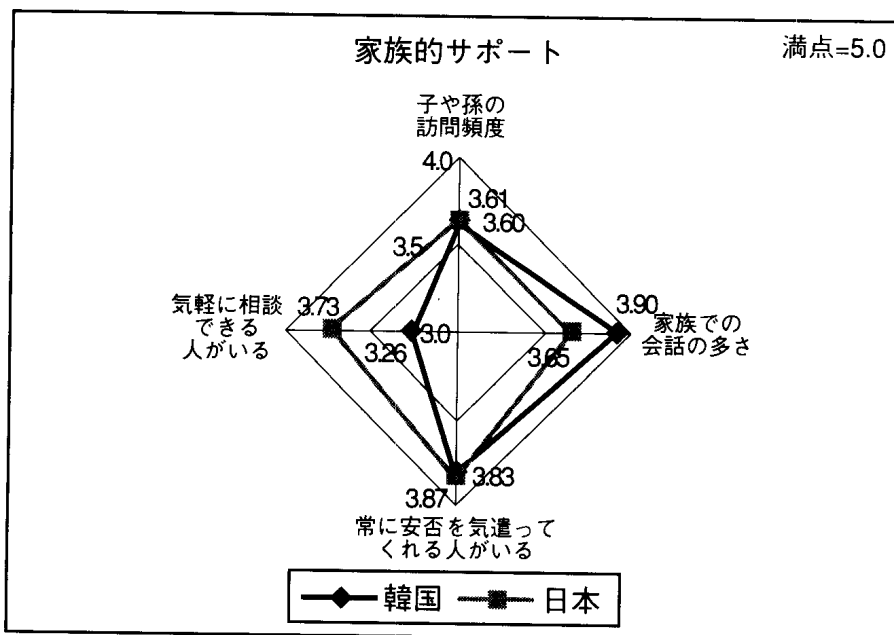 家族的サポート
満点=5.0
子や孫の
訪問頻度
4.0
3.61
3.60
3.5
3.90
3.73
気軽に相談
できる
人がいる
3.0
3.26
3.65
家族での
会話の多さ
3.83
3.87
常に安否を気遣って
くれる人がいる
韓国 日本